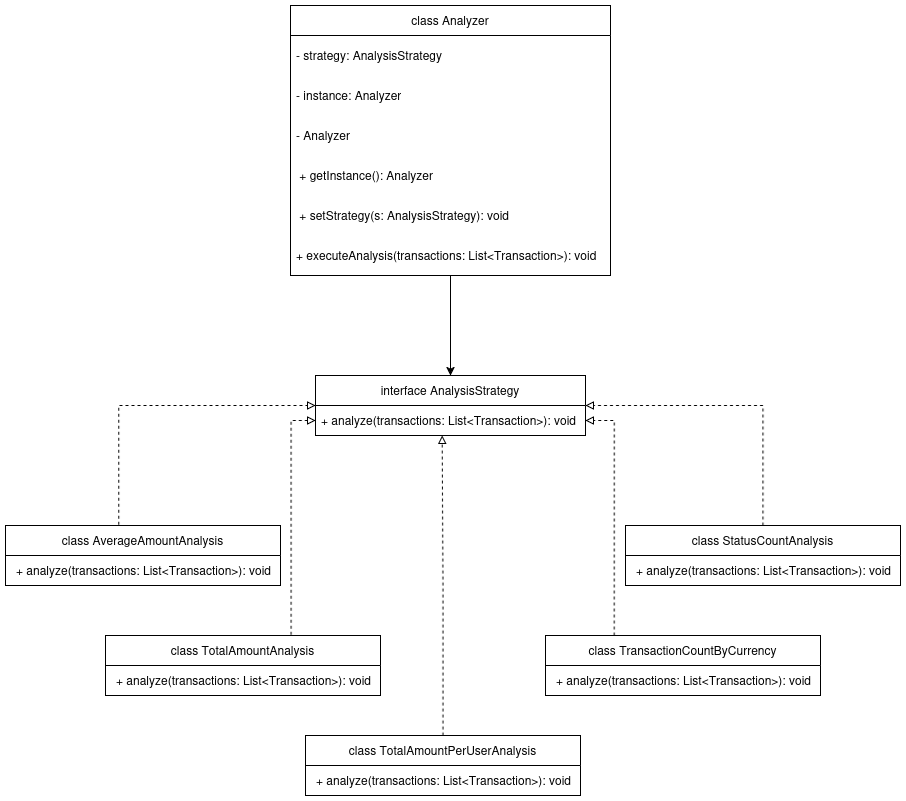 class Analyzer
- strategy: AnalysisStrategy
- instance: Analyzer
- Analyzer
+ getInstance(): Analyzer
+ setStrategy(s: AnalysisStrategy): void
+ executeAnalysis(transactions: List<Transaction>): void
interface AnalysisStrategy
+ analyze(transactions: List<Transaction>): void
class AverageAmountAnalysis
+ analyze(transactions: List<Transaction>): void
class StatusCountAnalysis
+ analyze(transactions: List<Transaction>): void
class TotalAmountAnalysis
+ analyze(transactions: List<Transaction>): void
class TransactionCountByCurrency
+ analyze(transactions: List<Transaction>): void
class TotalAmountPerUserAnalysis
+ analyze(transactions: List<Transaction>): void